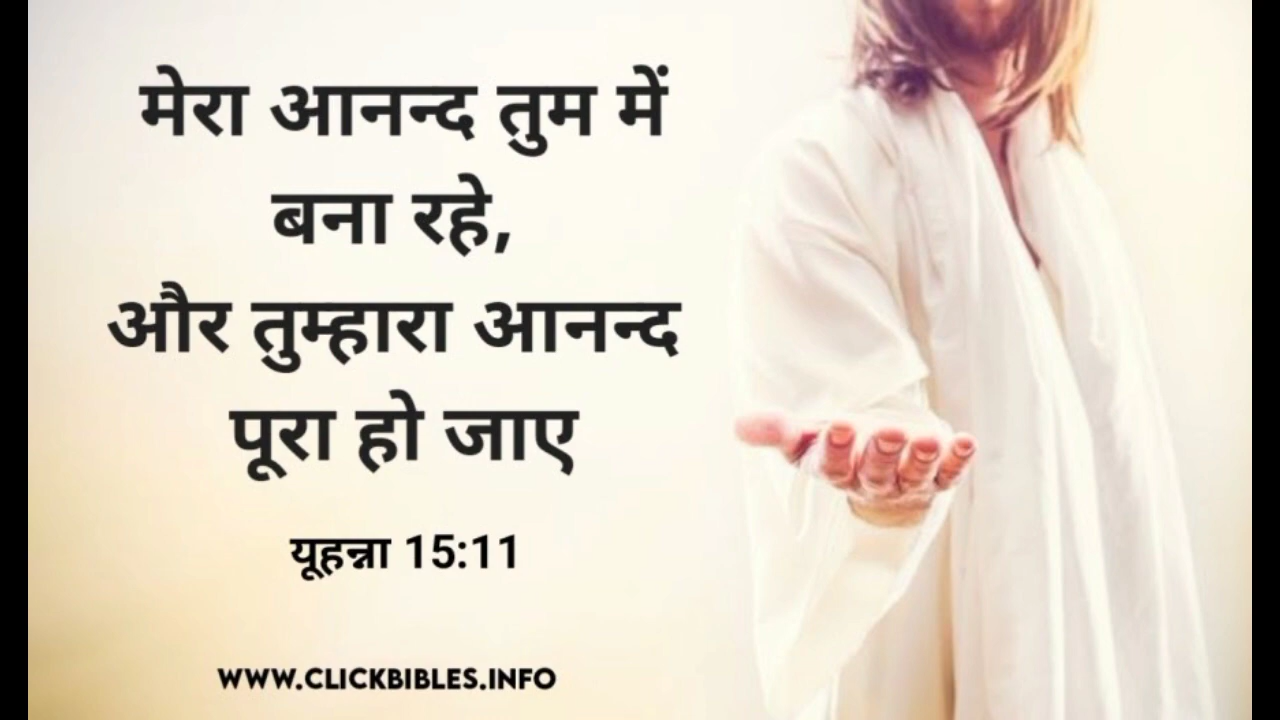 मेरा आनन्द तुम में
बना रहे,
और तुम्हारा आनन्द
पूरा हो जाए
यूहन्ना 15:11
WWW.CLICKBIBLES.INFO